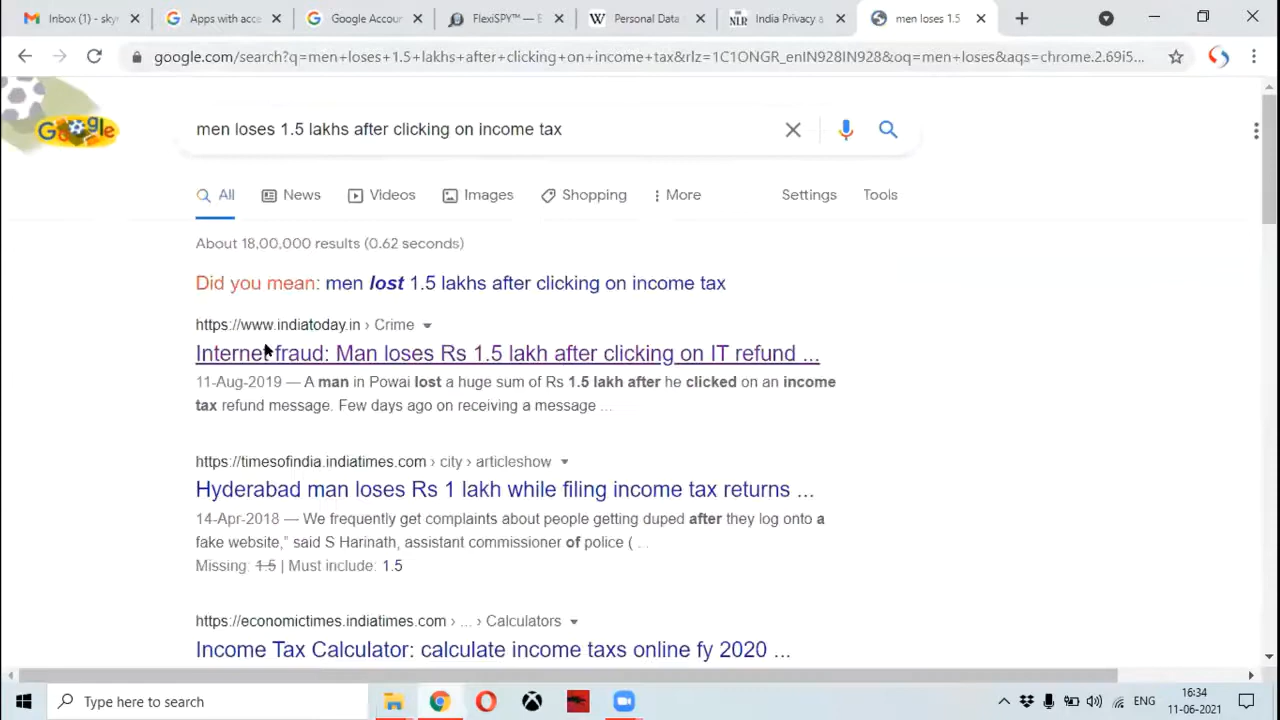 Inbox (1) - sky
Apps with acce
Google Accour
FlexiSPY™ — E
Personal Data
India Privacy &
men loses 1.5
google.com/search?q=men+loses+1.5+lakhs+after+clicking+on+income+tax&rlz=1C1ONGR_enIN928IN928&oq=men+loses&aqs=chrome.2.69i5...
Google
men loses 1.5 lakhs after clicking on income tax
All
News
Videos
Images
Shopping
More
Settings
Tools
About 18,00,000 results (0.62 seconds)
Did you mean: men lost 1.5 lakhs after clicking on income tax
https://www.indiatoday.in › Crime
Internet fraud: Man loses Rs 1.5 lakh after clicking on IT refund ...
11-Aug-2019 — A man in Powai lost a huge sum of Rs 1.5 lakh after he clicked on an income
tax refund message. Few days ago on receiving a message ...
https://timesofindia.indiatimes.com › city › articleshow
Hyderabad man loses Rs 1 lakh while filing income tax returns ...
14-Apr-2018 — We frequently get complaints about people getting duped after they log onto a
fake website,” said S Harinath, assistant commissioner of police ( ...
Missing: 1.5 | Must include: 1.5
https://economictimes.indiatimes.com › ... › Calculators
Income Tax Calculator: calculate income taxs online fy 2020 ...
Type here to search
ENG
16:34
11-06-2021